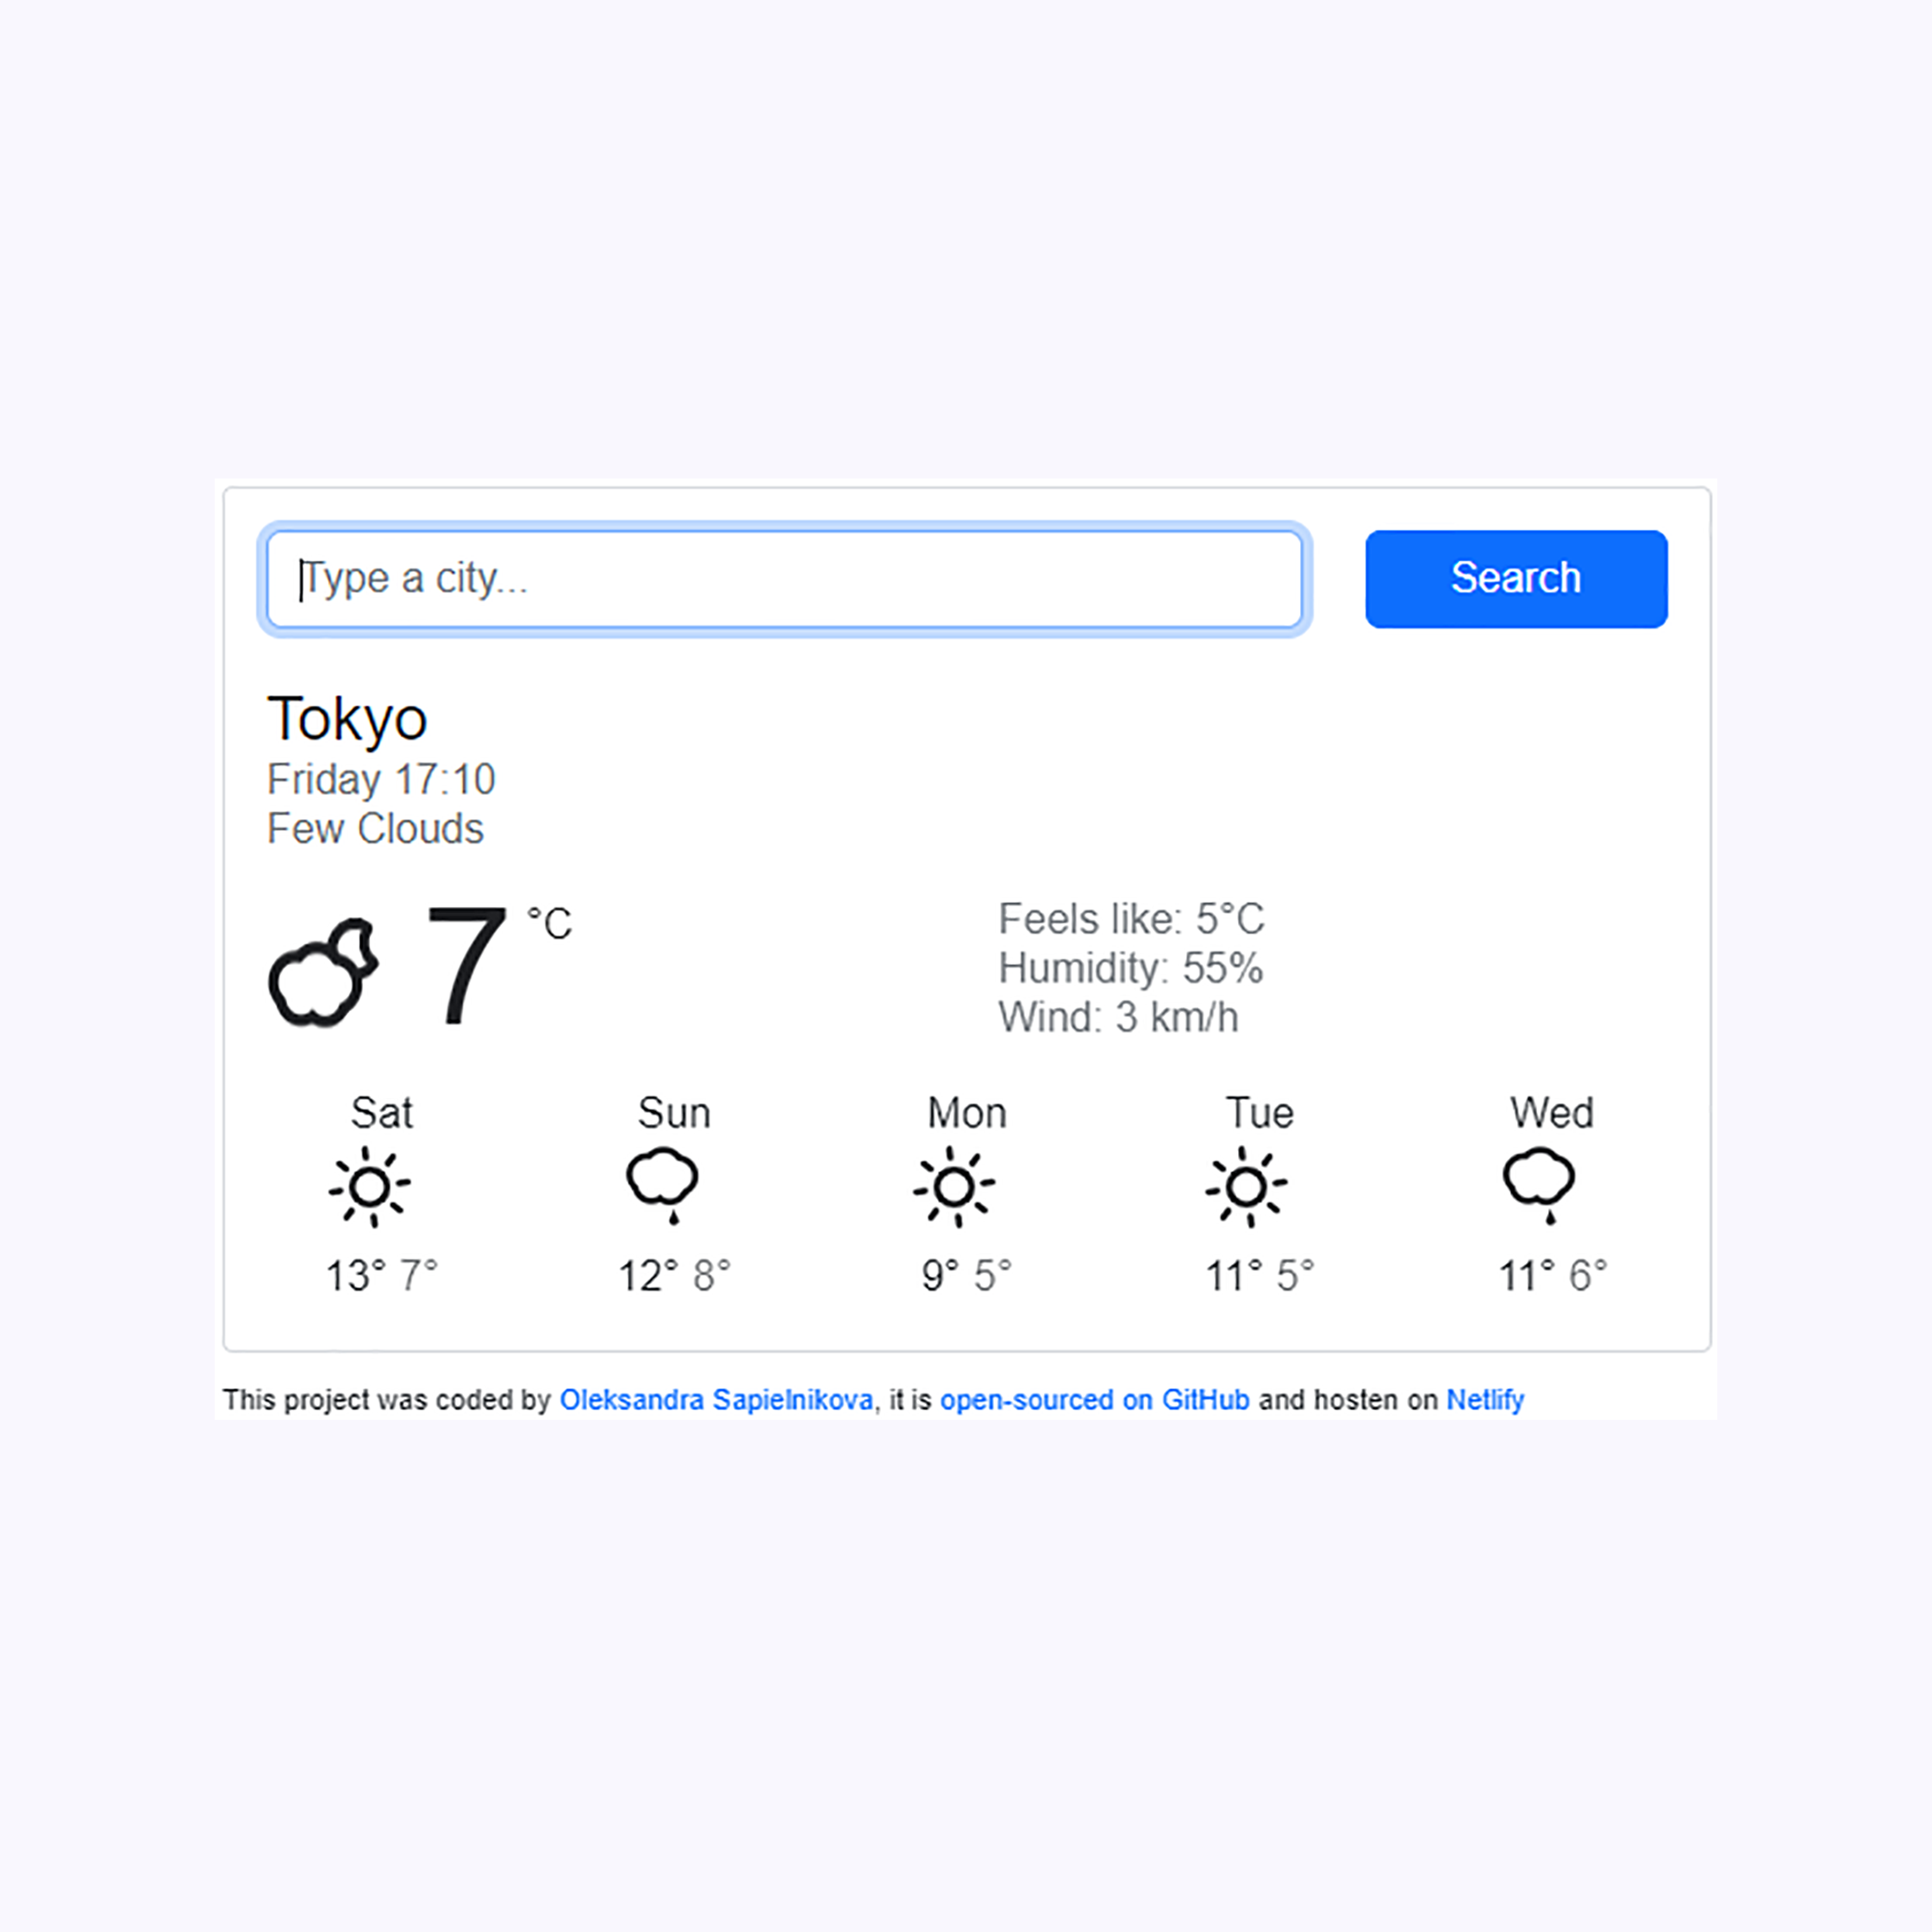 Type a city...
Search
Tokyo
Friday 17:10
Few Clouds
7 °C
Feels like: 5°C
Humidity: 55%
Wind: 3 km/h
Sat Sun Mon Tue Wed
13° 7° 12° 8° 9° 5° 11° 5° 11° 6°
This project was coded by Oleksandra Sapielnikova, it is open-sourced on GitHub and hosten on Netlify